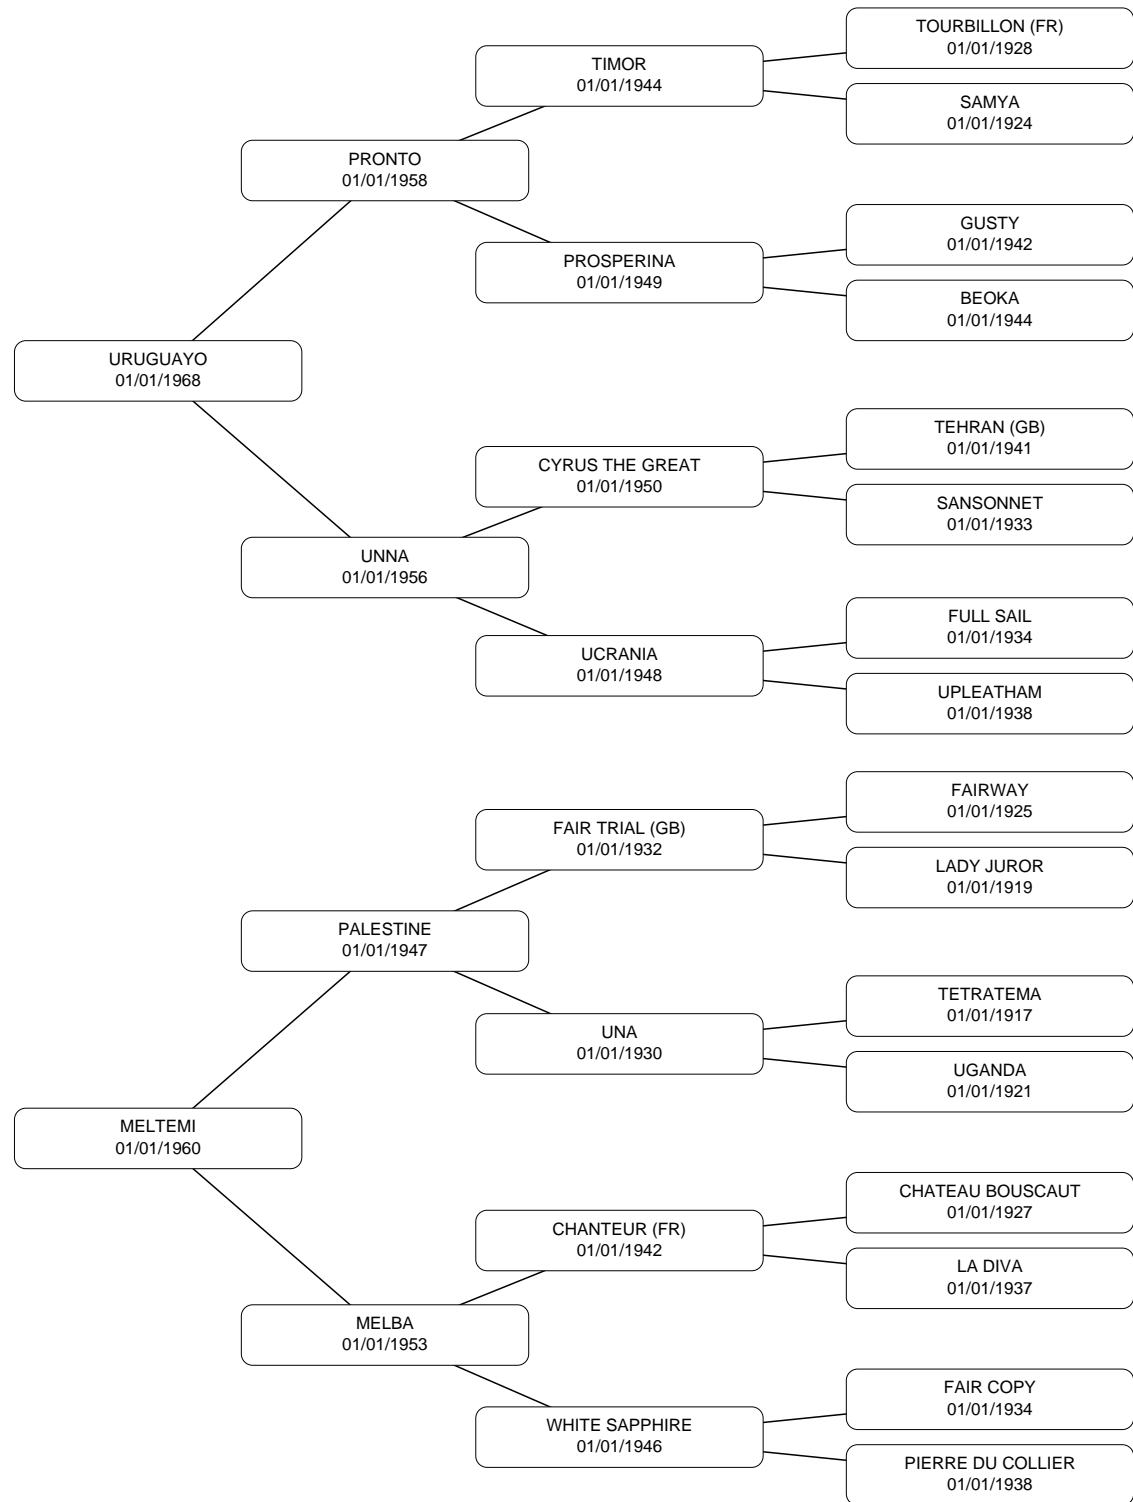 TOURBILLON (FR)
01/01/1928
TIMOR
01/01/1944
SAMYA
01/01/1924
PRONTO
01/01/1958
GUSTY
01/01/1942
PROSPERINA
01/01/1949
BEOKA
01/01/1944
URUGUAYO
01/01/1968
TEHRAN (GB)
01/01/1941
CYRUS THE GREAT
01/01/1950
SANSONNET
01/01/1933
UNNA
01/01/1956
FULL SAIL
01/01/1934
UCRANIA
01/01/1948
UPLEATHAM
01/01/1938
FAIRWAY
01/01/1925
FAIR TRIAL (GB)
01/01/1932
LADY JUROR
01/01/1919
PALESTINE
01/01/1947
TETRATEMA
01/01/1917
UNA
01/01/1930
UGANDA
01/01/1921
MELTEMI
01/01/1960
CHATEAU BOUSCAUT
01/01/1927
CHANTEUR (FR)
01/01/1942
LA DIVA
01/01/1937
MELBA
01/01/1953
FAIR COPY
01/01/1934
WHITE SAPPHIRE
01/01/1946
PIERRE DU COLLIER
01/01/1938